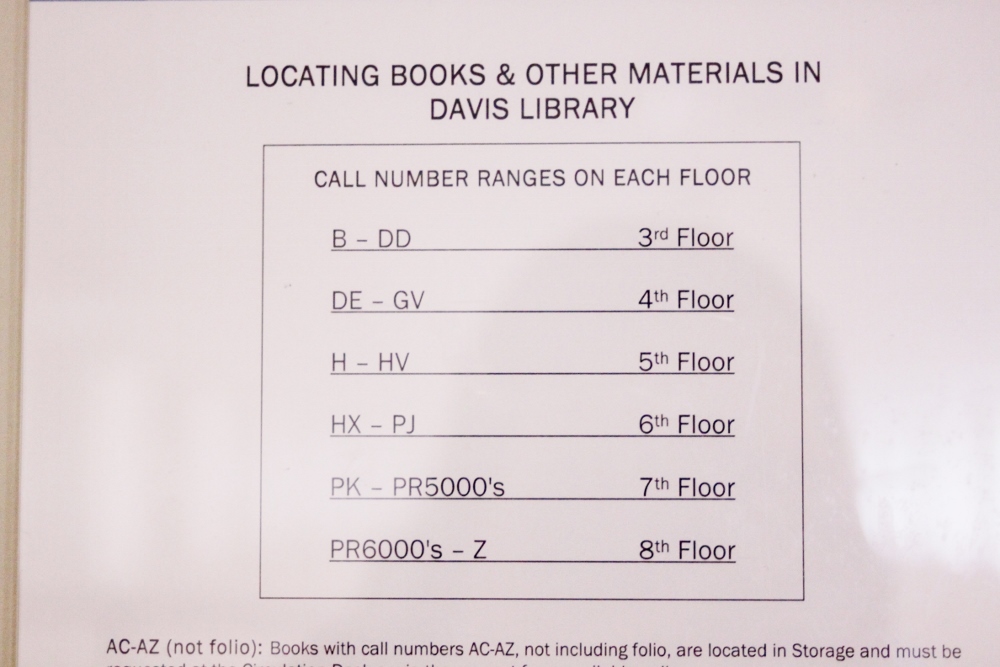 LOCATING BOOKS & OTHER MATERIALS IN
DAVIS LIBRARY
CALL NUMBER RANGES ON EACH FLOOR
B – DD 3rd Floor
DE – GV 4th Floor
H – HV 5th Floor
HX – PJ 6th Floor
PK – PR5000's 7th Floor
PR6000's – Z 8th Floor
AC-AZ (not folio): Books with call numbers AC-AZ, not including folio, are located in Storage and must be